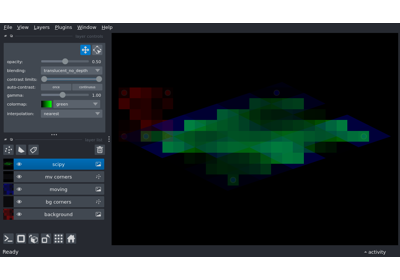 File View Layers Plugins Window Help
opacity: 0.50
blending: translucent_no_depth
contrast limits:
auto-contrast: once continuous
gamma: 1.00
colormap: green
interpolation: nearest
scipy
mv corners
moving
bg corners
background
Ready activity